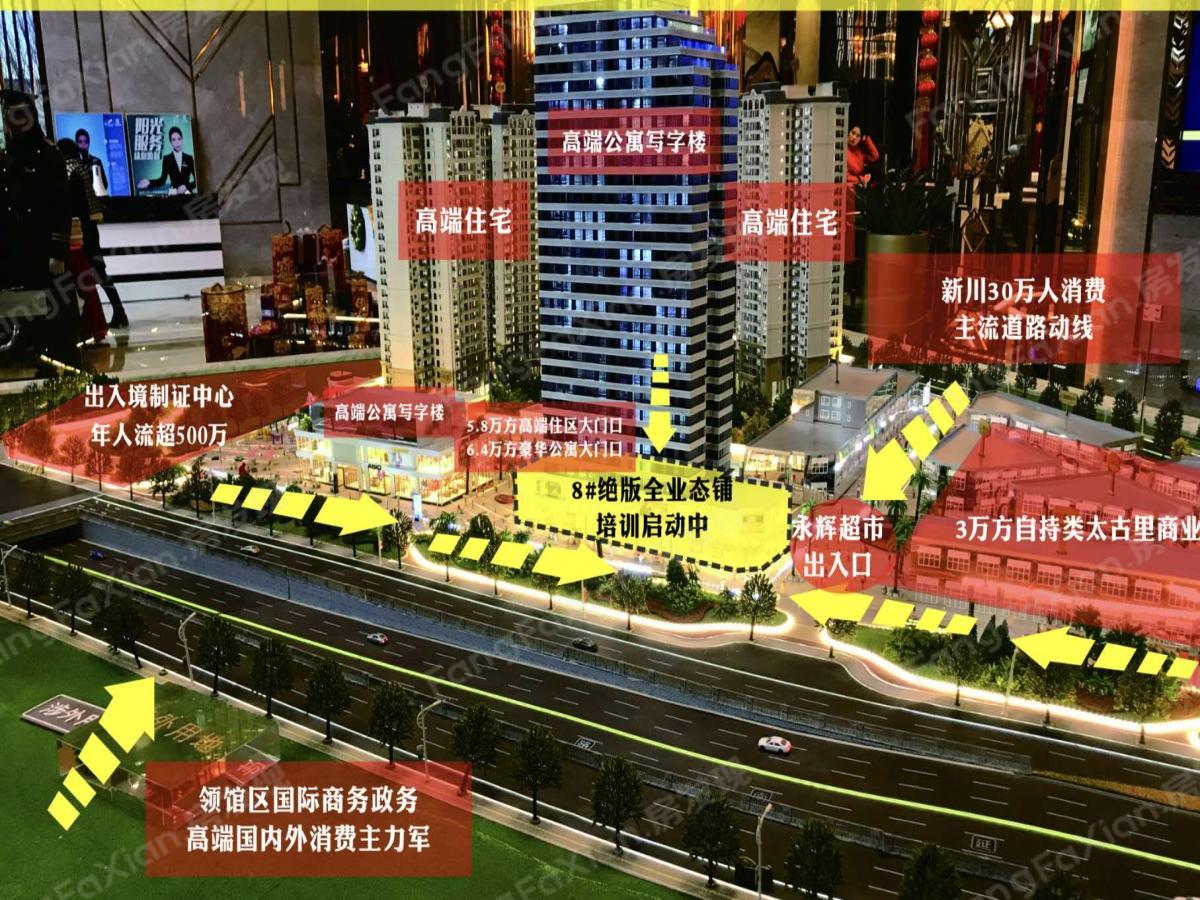 阳光
服务
高端公寓写字楼
高端住宅
高端住宅
新川30万人消费
主流道路动线
出入境制证中心
年人流超500万
高端公寓写字楼
5.8万方高端住区大门口
6.4万方豪华公寓大门口
8#绝版全业态铺
培训启动中
永辉超市
出入口
3万方自持类太古里商业
领馆区国际商务政务
高端国内外消费主力军
FangFaXian.房发现